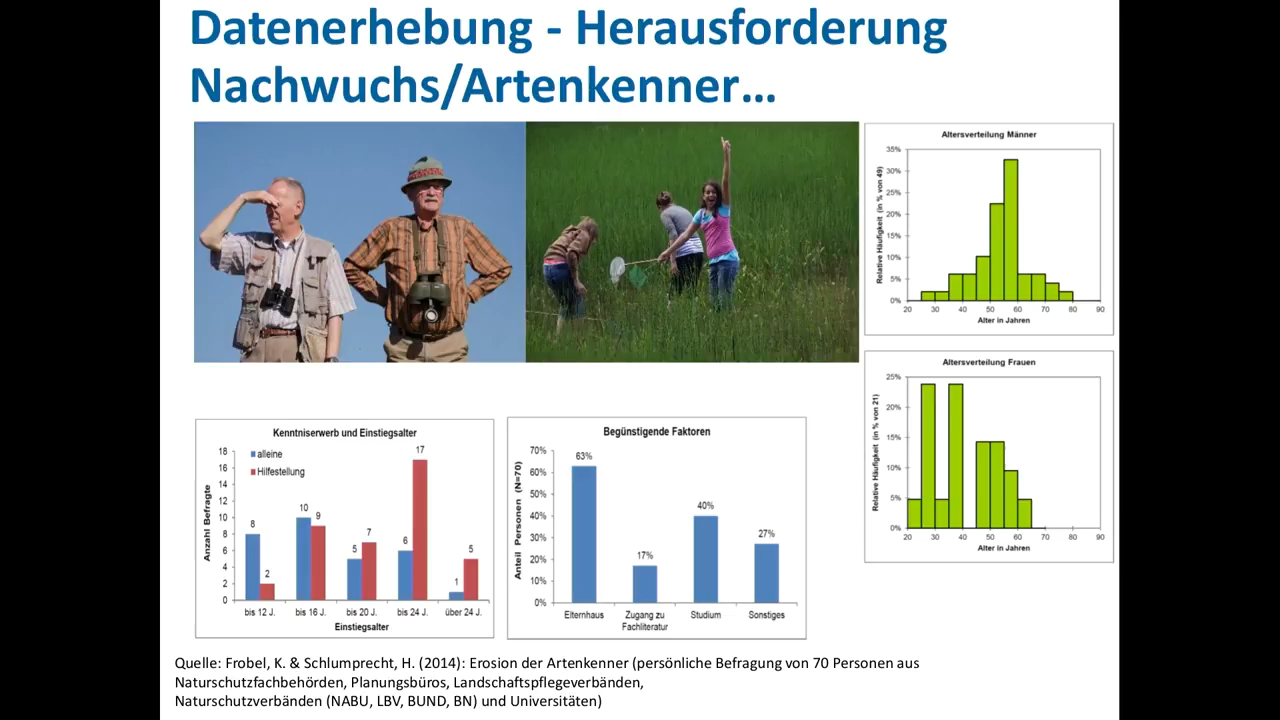 Datenerhebung - Herausforderung
Nachwuchs/Artenkenner…
Altersverteilung Männer
Relative Häufigkeit (in % von 49)
35%
30%
25%
20%
15%
10%
5%
0%
20 30 40 50 60 70 80 90
Alter in Jahren
Altersverteilung Frauen
Relative Häufigkeit (in % von 21)
25%
20%
15%
10%
5%
0%
20 30 40 50 60 70 80 90
Alter in Jahren
Kenntniserwerb und Einstiegsalter
alleine
Hilfestellung
Anzahl Befragte
18
16
14
12
10
8
6
4
2
0
8 2 10 9 5 7 6 17 1 5
bis 12 J. bis 16 J. bis 20 J. bis 24 J. über 24 J.
Einstiegsalter
Begünstigende Faktoren
Anteil Personen (N=70)
70%
60%
50%
40%
30%
20%
10%
0%
63% 17% 40% 27%
Elternhaus Zugang zu Studium Sonstiges
Fachliteratur
Quelle: Frobel, K. & Schlumprecht, H. (2014): Erosion der Artenkenner (persönliche Befragung von 70 Personen aus
Naturschutzfachbehörden, Planungsbüros, Landschaftspflegeverbänden,
Naturschutzverbänden (NABU, LBV, BUND, BN) und Universitäten)